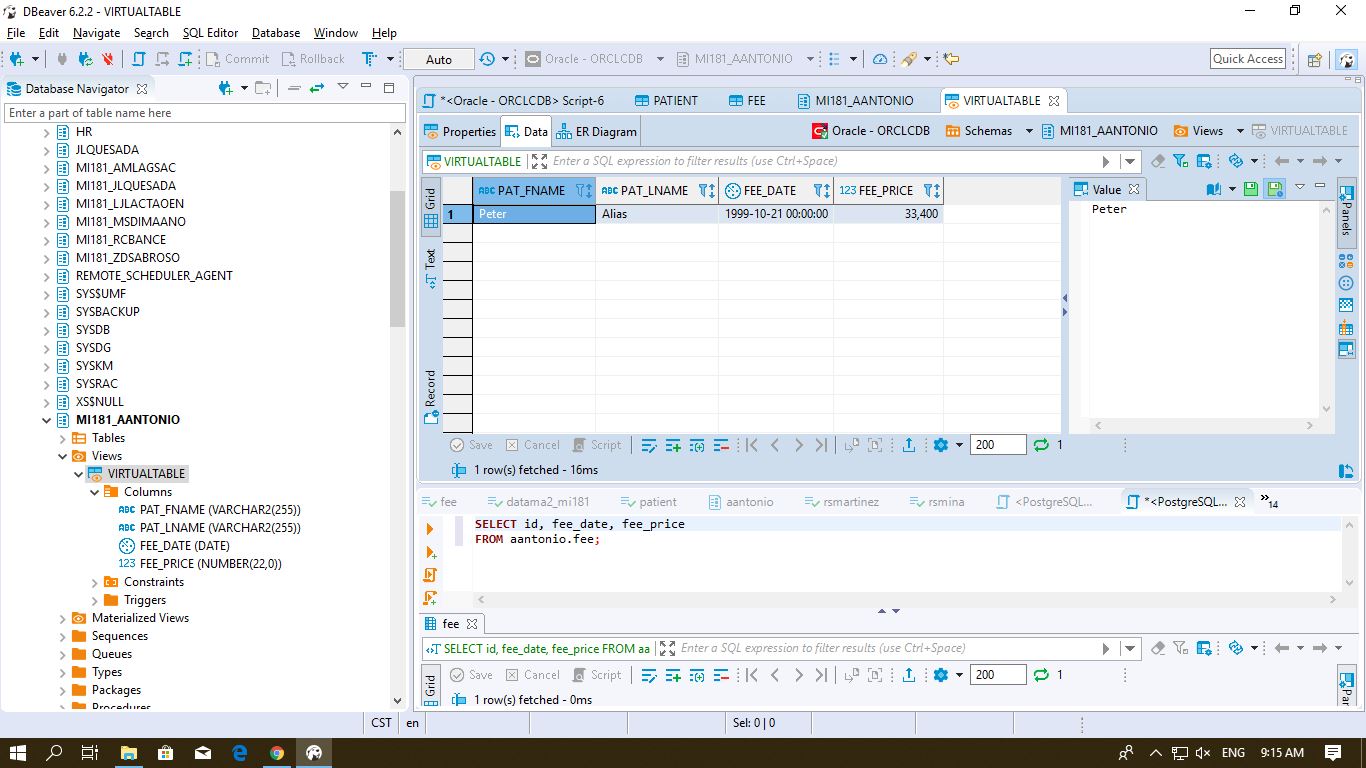 DBeaver 6.2.2 - VIRTUALTABLE
File Edit Navigate Search SQL Editor Database Window Help
Commit Rollback Auto Oracle - ORCLCDB MI181_AANTONIO Quick Access
Database Navigator
Enter a part of table name here
HR
JLQUESADA
MI181_AMLAGSAC
MI181_JLQUESADA
MI181_LJLACTAOEN
MI181_MSDIMAANO
MI181_RCBANCE
MI181_ZDSABROSO
REMOTE_SCHEDULER_AGENT
SYS$UMF
SYSBACKUP
SYSDB
SYSDG
SYSKM
SYSRAC
XS$NULL
MI181_AANTONIO
Tables
Views
VIRTUALTABLE
Columns
ABC PAT_FNAME (VARCHAR2(255))
ABC PAT_LNAME (VARCHAR2(255))
FEE_DATE (DATE)
123 FEE_PRICE (NUMBER(22,0))
Constraints
Triggers
Materialized Views
Sequences
Queues
Types
Packages
Procedures
*<Oracle - ORCLCDB> Script-6 PATIENT FEE MI181_AANTONIO VIRTUALTABLE
Properties Data ER Diagram Oracle - ORCLCDB Schemas MI181_AANTONIO Views VIRTUALTABLE
VIRTUALTABLE Enter a SQL expression to filter results (use Ctrl+Space)
Grid
Text
Record
ABC PAT_FNAME ABC PAT_LNAME FEE_DATE 123 FEE_PRICE
1 Peter Alias 1999-10-21 00:00:00 33,400
Value
Peter
Panels
Save Cancel Script 200 1
1 row(s) fetched - 16ms
fee datama2_mi181 patient aantonio rsmartinez rsmina <PostgreSQL... *<PostgreSQL... »14
SELECT id, fee_date, fee_price
FROM aantonio.fee;
fee
SELECT id, fee_date, fee_price FROM aa Enter a SQL expression to filter results (use Ctrl+Space)
Grid
Save Cancel Script 200 1
1 row(s) fetched - 0ms
CST en Sel: 0 | 0
ENG 9:15 AM